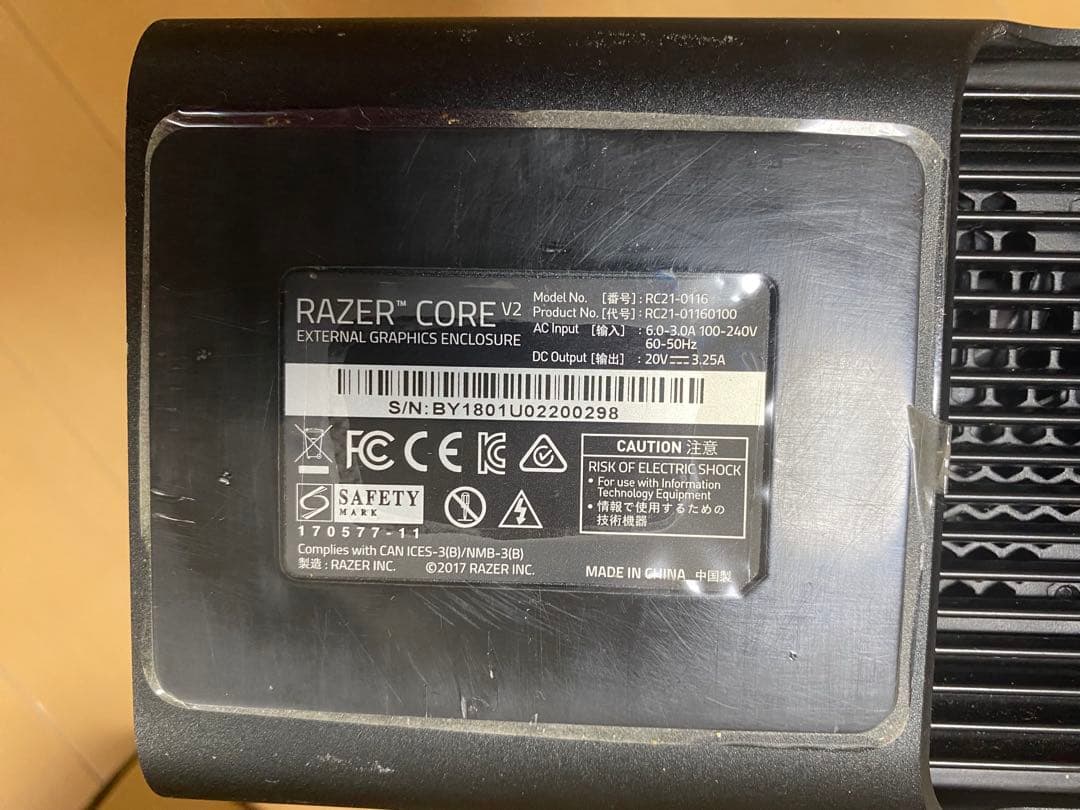 RAZER™ CORE V2
EXTERNAL GRAPHICS ENCLOSURE
Model No. [番号] : RC21-0116
Product No. [代号] : RC21-01160100
AC Input [输入] : 6.0-3.0A 100-240V
60-50Hz
DC Output [输出] : 20V⎓3.25A
S/N:BY1801U02200298
FC CE
SAFETY
MARK
170577-11
CAUTION 注意
RISK OF ELECTRIC SHOCK
• For use with Information
Technology Equipment
• 情報で使用するための
技術機器
Complies with CAN ICES-3(B)/NMB-3(B)
製造 : RAZER INC. ©2017 RAZER INC.
MADE IN CHINA 中国製